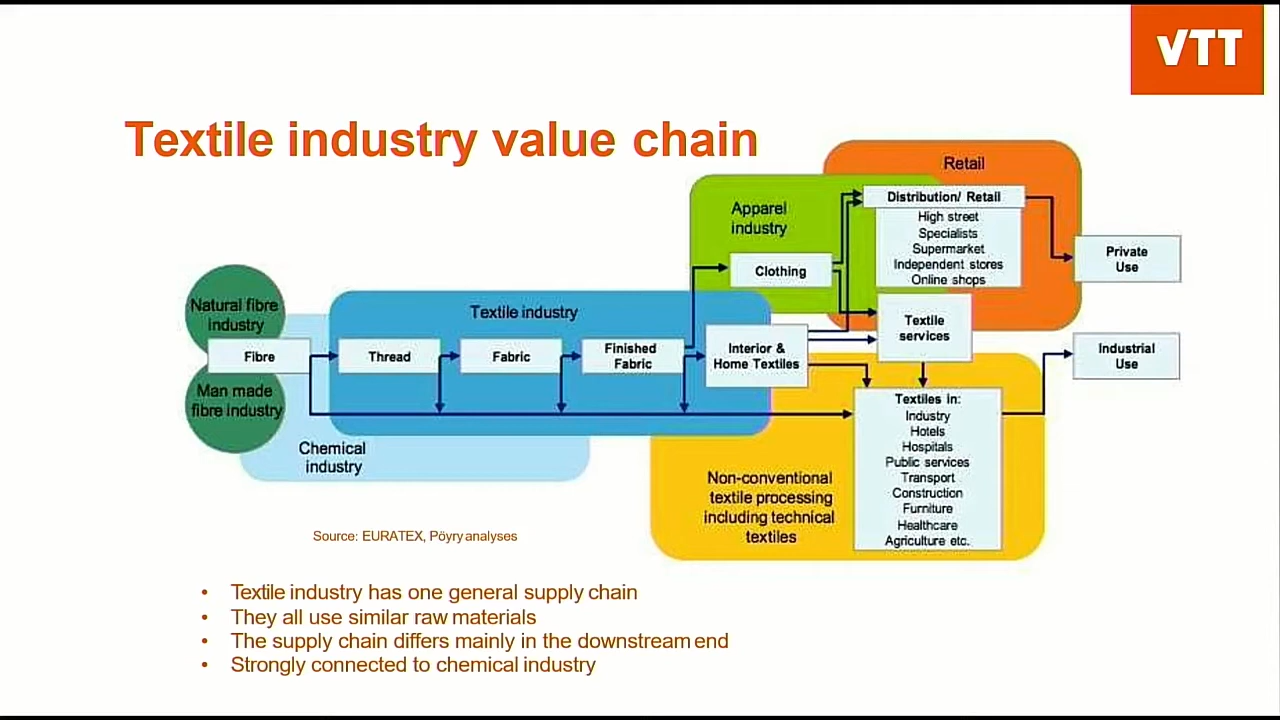 VTT
Textile industry value chain
Retail
Distribution/ Retail
High street
Specialists
Supermarket
Independent stores
Online shops
Apparel
industry
Clothing
Private
Use
Natural fibre
industry
Textile industry
Textile
services
Fibre
Thread
Fabric
Finished
Fabric
Interior &
Home Textiles
Industrial
Use
Man made
fibre industry
Textiles in:
Industry
Hotels
Hospitals
Public services
Transport
Construction
Furniture
Healthcare
Agriculture etc.
Chemical
industry
Non-conventional
textile processing
including technical
textiles
Source: EURATEX, Pöyry analyses
• Textile industry has one general supply chain
• They all use similar raw materials
• The supply chain differs mainly in the downstream end
• Strongly connected to chemical industry